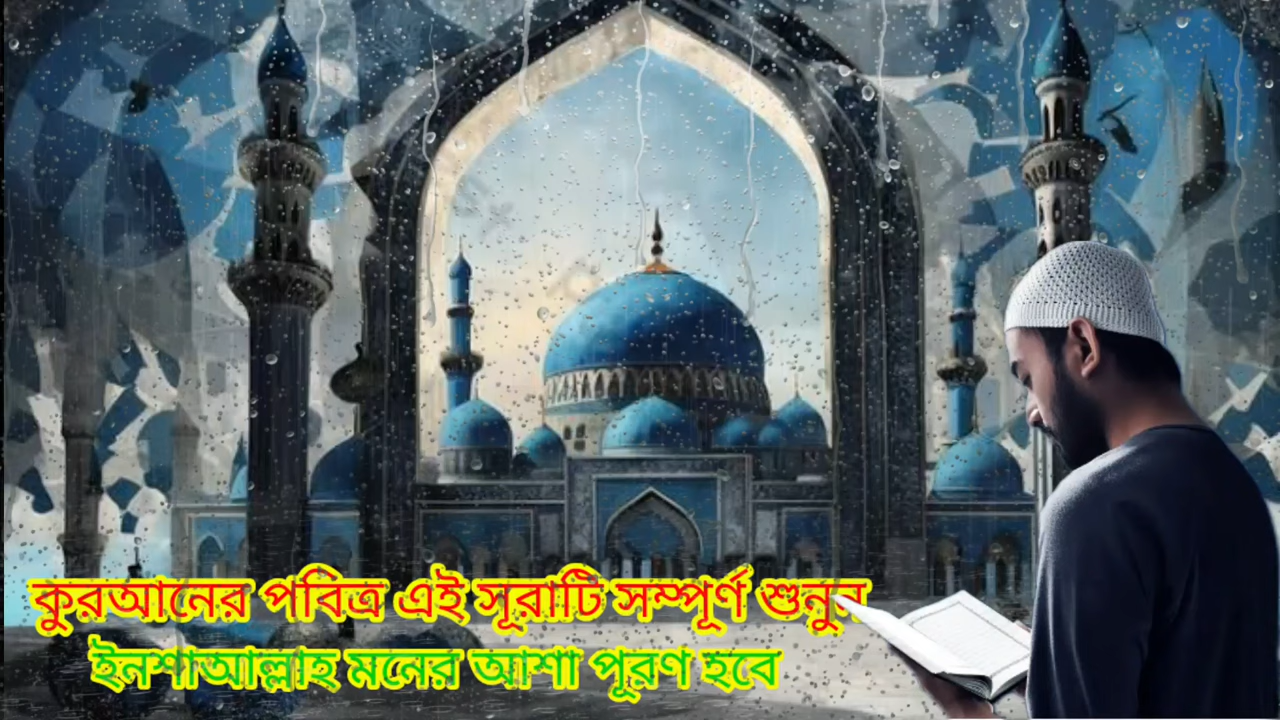 কুরআনের পবিত্র এই সূরাটি সম্পূর্ণ শুনুন
ইনশাআল্লাহ মনের আশা পূরণ হবে